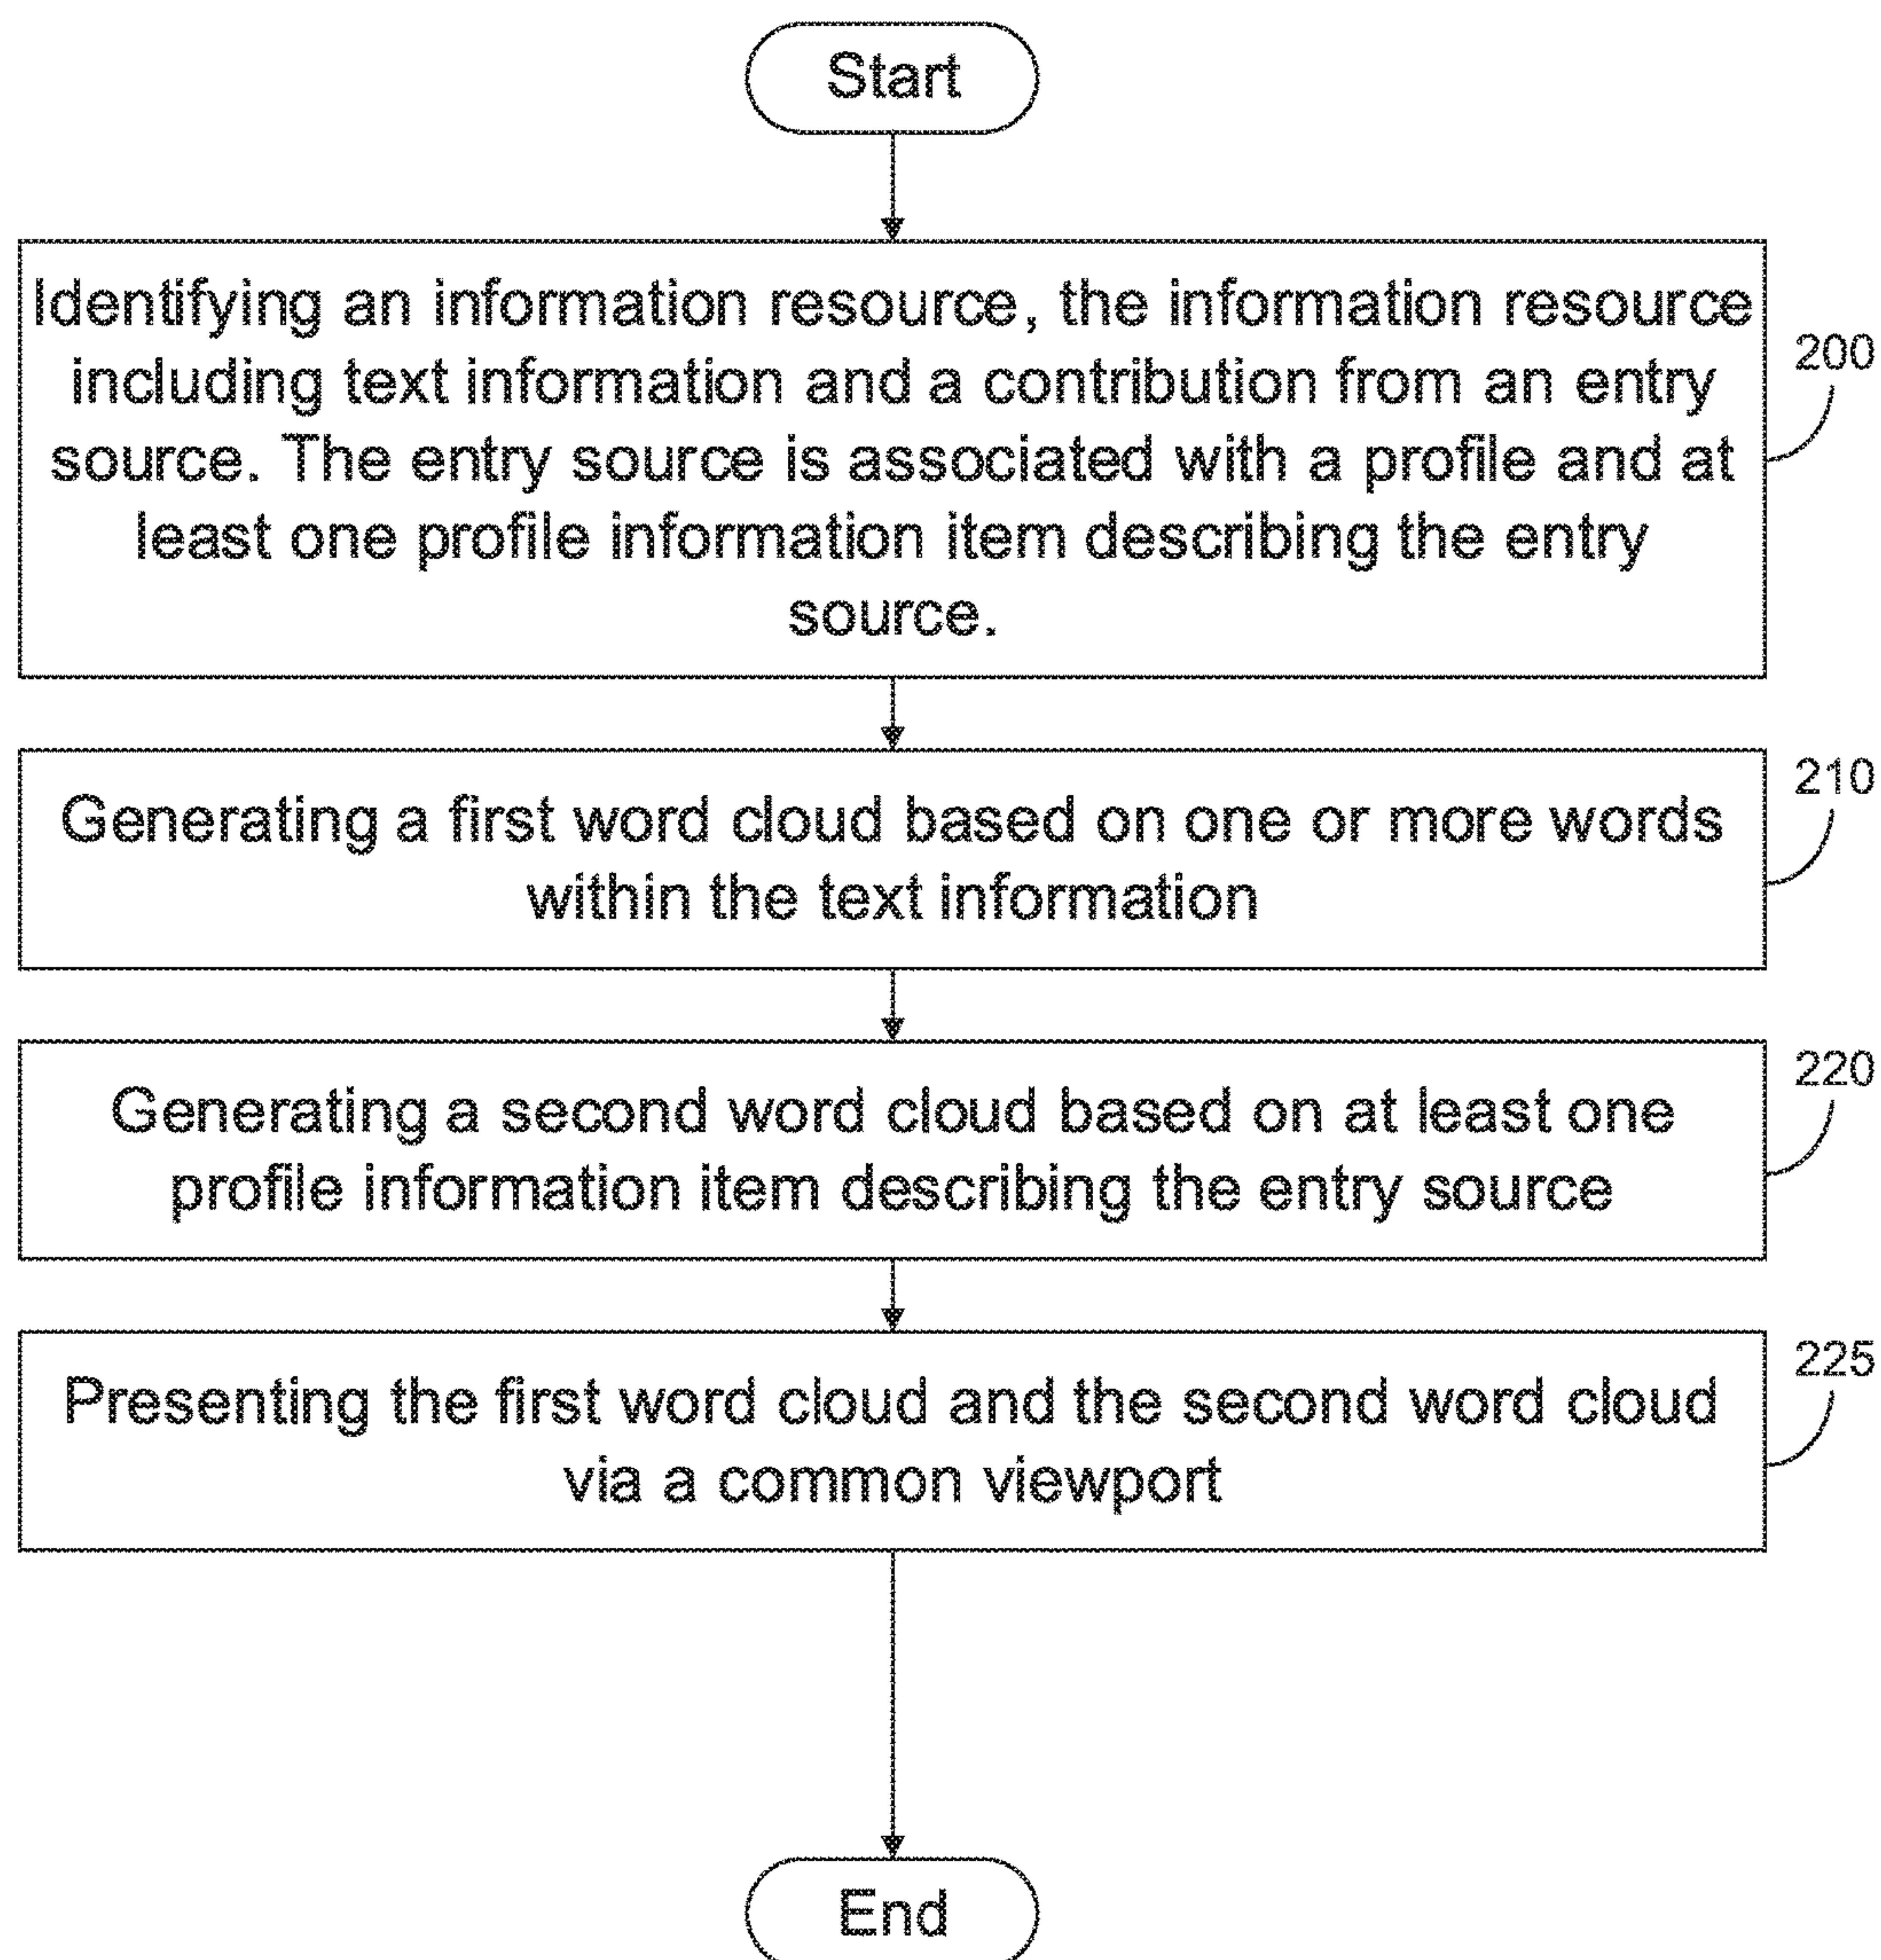 Start
Identifying an information resource, the information resource
including text information and a contribution from an entry
source. The entry source is associated with a profile and at
least one profile information item describing the entry
source.
200
Generating a first word cloud based on one or more words
within the text information
210
Generating a second word cloud based on at least one
profile information item describing the entry source
220
Presenting the first word cloud and the second word cloud
via a common viewport
225
End